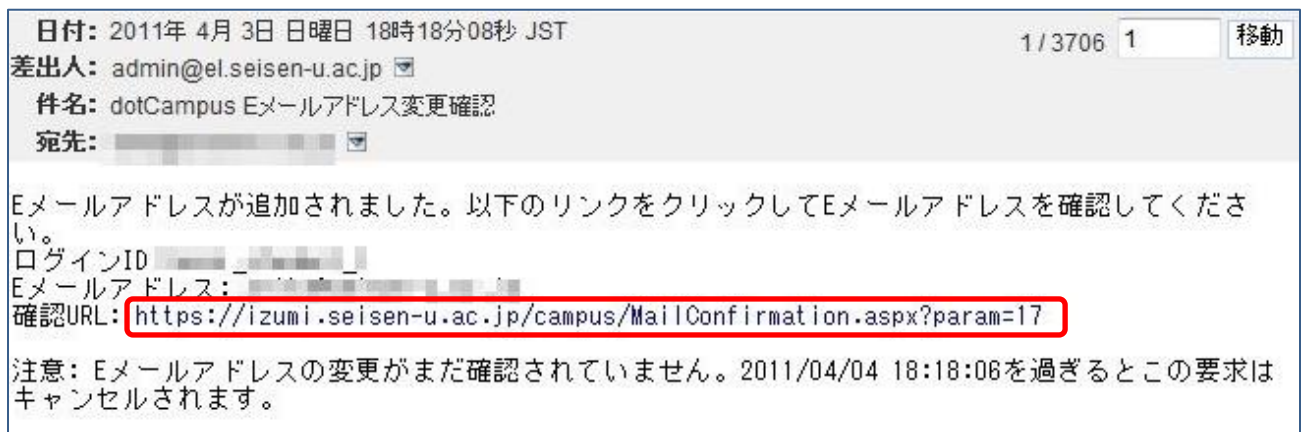 日付: 2011年 4月 3日 日曜日 18時18分08秒 JST
1 / 3706 1 移動
差出人: admin@el.seisen-u.ac.jp
件名: dotCampus Eメールアドレス変更確認
宛先:
Eメールアドレスが追加されました。以下のリンクをクリックしてEメールアドレスを確認してくださ
い。
ログインID
Eメールアドレス:
確認URL: https://izumi.seisen-u.ac.jp/campus/MailConfirmation.aspx?param=17
注意: Eメールアドレスの変更がまだ確認されていません。2011/04/04 18:18:06を過ぎるとこの要求は
キャンセルされます。